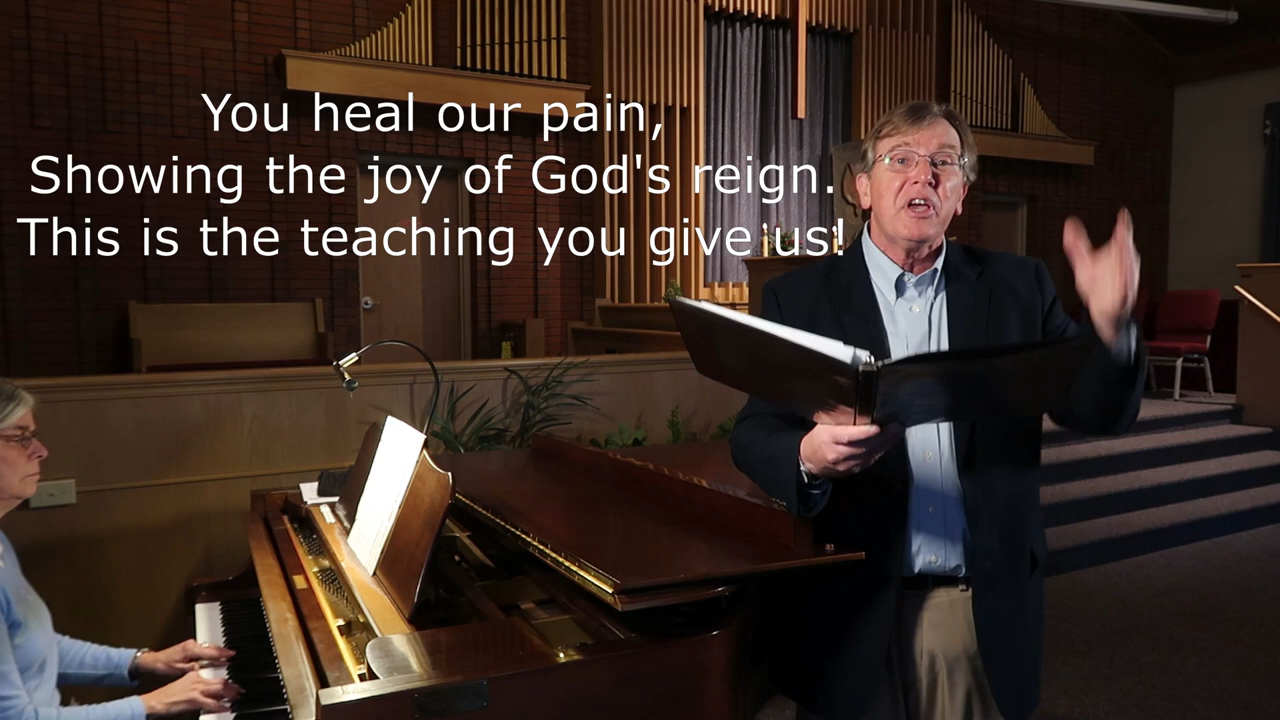 You heal our pain,
Showing the joy of God's reign.
This is the teaching you give us!